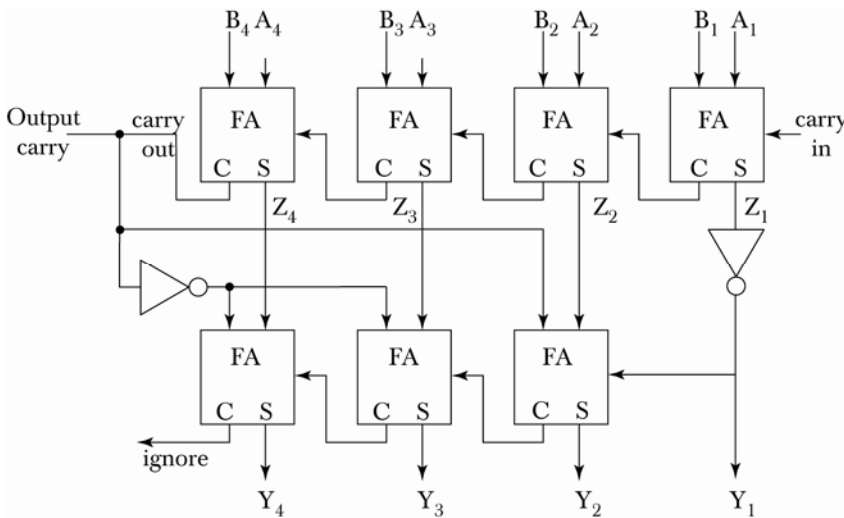 B₄ A₄ B₃ A₃ B₂ A₂ B₁ A₁
Output carry
carry out
FA FA FA FA
carry in
C S C S C S C S
Z₄ Z₃ Z₂ Z₁
FA FA FA
C S C S C S
ignore
Y₄ Y₃ Y₂ Y₁